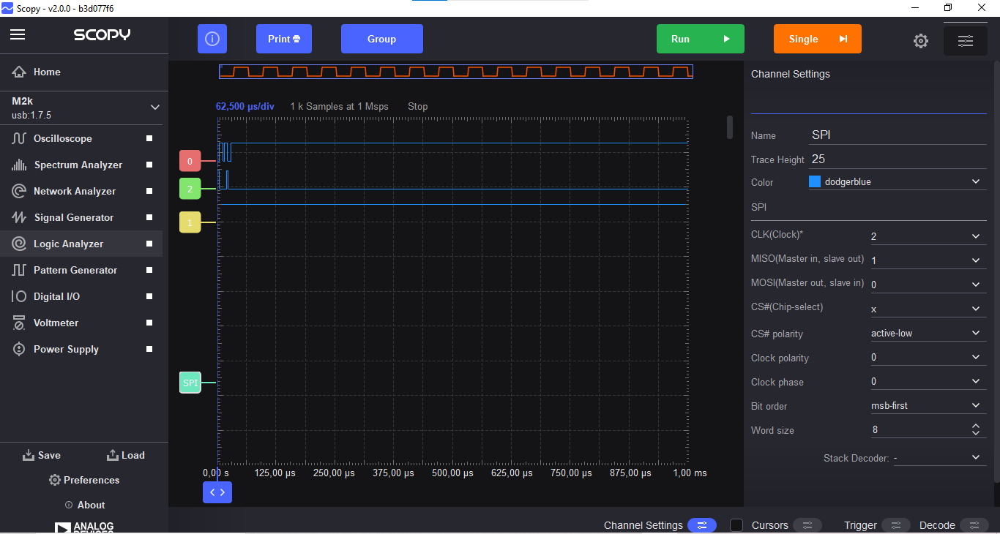 Scopy - v2.0.0 - b3d077f6
SCOPY
Print
Group
Run
Single
Home
M2k
usb:1.7.5
Oscilloscope
Spectrum Analyzer
Network Analyzer
Signal Generator
Logic Analyzer
Pattern Generator
Digital I/O
Voltmeter
Power Supply
Save
Load
Preferences
About
ANALOG
DEVICES
62,500 µs/div 1 k Samples at 1 Msps Stop
0
2
1
SPI
0,00 s 125,00 µs 250,00 µs 375,00 µs 500,00 µs 625,00 µs 750,00 µs 875,00 µs 1,00 ms
Channel Settings
Name SPI
Trace Height 25
Color dodgerblue
SPI
CLK(Clock)* 2
MISO(Master in, slave out) 1
MOSI(Master out, slave in) 0
CS#(Chip-select) x
CS# polarity active-low
Clock polarity 0
Clock phase 0
Bit order msb-first
Word size 8
Stack Decoder: -
Channel Settings Cursors Trigger Decode